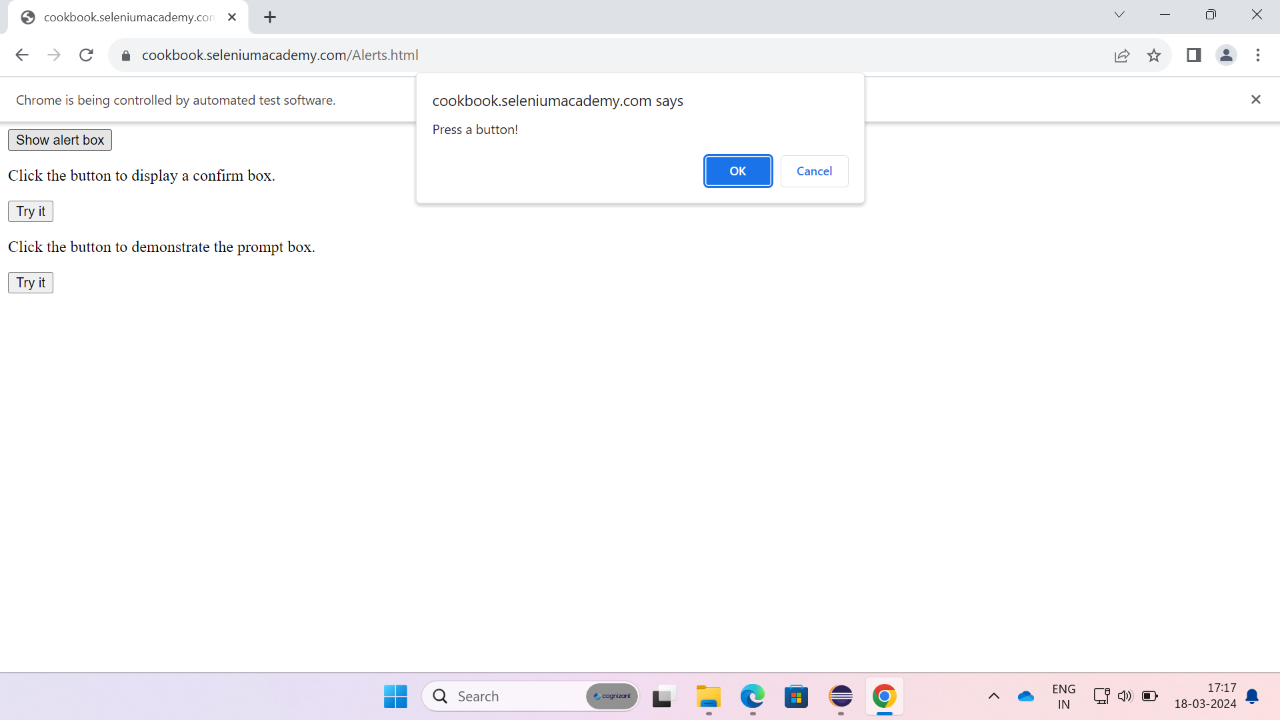 cookbook.seleniumacademy.com
cookbook.seleniumacademy.com/Alerts.html
Chrome is being controlled by automated test software.
cookbook.seleniumacademy.com says
Press a button!
OK
Cancel
Show alert box
Click the button to display a confirm box.
Try it
Click the button to demonstrate the prompt box.
Try it
Search
cognizant
ENG
IN
17:17
18-03-2024